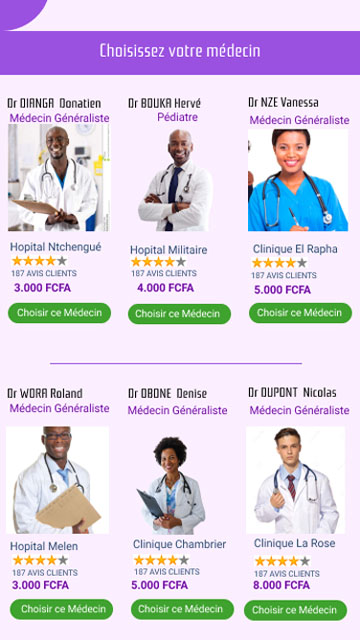 Choisissez votre médecin
Dr DIANGA Donatien
Médecin Généraliste
Hopital Ntchengué
187 AVIS CLIENTS
3.000 FCFA
Choisir ce Médecin
Dr BOUKA Hervé
Pédiatre
Hopital Militaire
187 AVIS CLIENTS
4.000 FCFA
Choisir ce Médecin
Dr NZE Vanessa
Médecin Généraliste
Clinique El Rapha
187 AVIS CLIENTS
5.000 FCFA
Choisir ce Médecin
Dr WORA Roland
Médecin Généraliste
Hopital Melen
187 AVIS CLIENTS
3.000 FCFA
Choisir ce Médecin
Dr OBONE Denise
Médecin Généraliste
Clinique Chambrier
187 AVIS CLIENTS
5.000 FCFA
Choisir ce Médecin
Dr DUPONT Nicolas
Médecin Généraliste
Clinique La Rose
187 AVIS CLIENTS
8.000 FCFA
Choisir ce Médecin